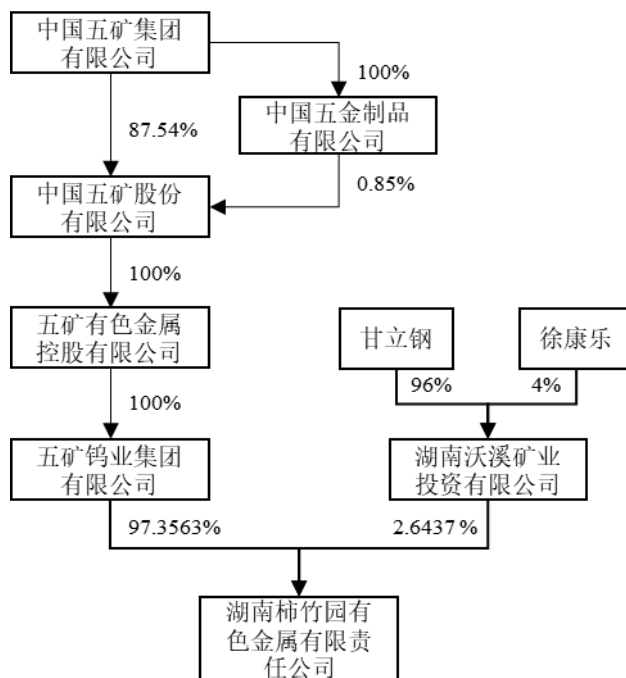 中国五矿集团
有限公司
100%
中国五金制品
有限公司
87.54%
0.85%
中国五矿股份
有限公司
100%
五矿有色金属
控股有限公司
甘立钢
徐康乐
96%
4%
100%
五矿钨业集团
有限公司
湖南沃溪矿业
投资有限公司
97.3563%
2.6437%
湖南柿竹园有
色金属有限责
任公司